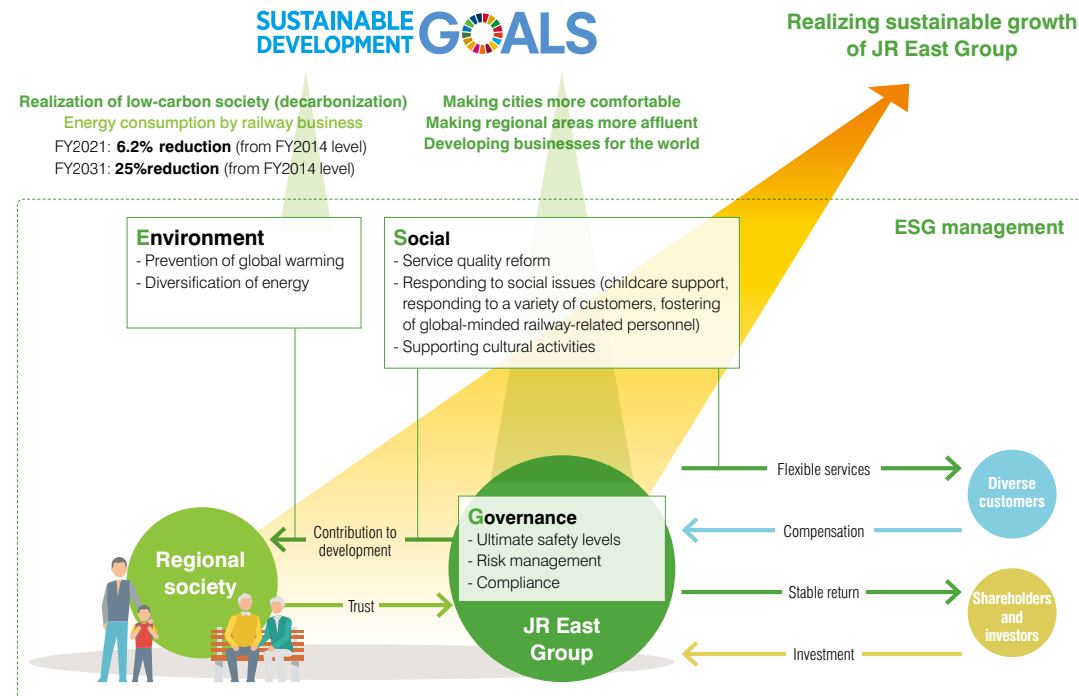 SUSTAINABLE
DEVELOPMENT
GOALS
Realizing sustainable growth
of JR East Group
Realization of low-carbon society (decarbonization)
Energy consumption by railway business
FY2021: 6.2% reduction (from FY2014 level)
FY2031: 25%reduction (from FY2014 level)
Making cities more comfortable
Making regional areas more affluent
Developing businesses for the world
ESG management
Environment
- Prevention of global warming
- Diversification of energy
Social
- Service quality reform
- Responding to social issues (childcare support,
responding to a variety of customers, fostering
of global-minded railway-related personnel)
- Supporting cultural activities
Regional
society
Contribution to
development
Trust
Governance
- Ultimate safety levels
- Risk management
- Compliance
JR East
Group
Flexible services
Compensation
Diverse
customers
Stable return
Investment
Shareholders
and
investors